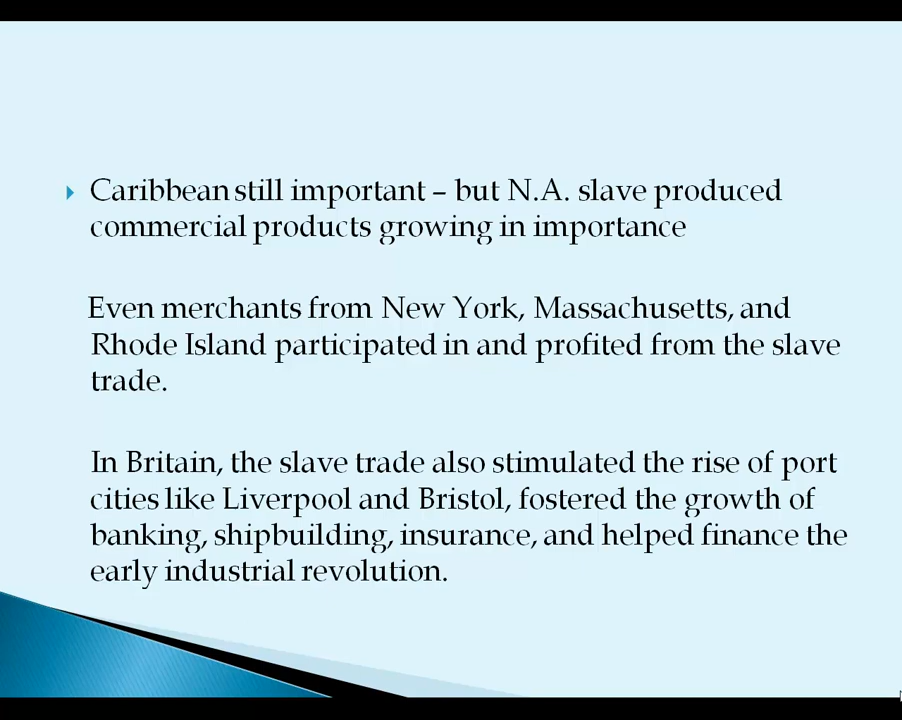 Caribbean still important – but N.A. slave produced
commercial products growing in importance
Even merchants from New York, Massachusetts, and
Rhode Island participated in and profited from the slave
trade.
In Britain, the slave trade also stimulated the rise of port
cities like Liverpool and Bristol, fostered the growth of
banking, shipbuilding, insurance, and helped finance the
early industrial revolution.